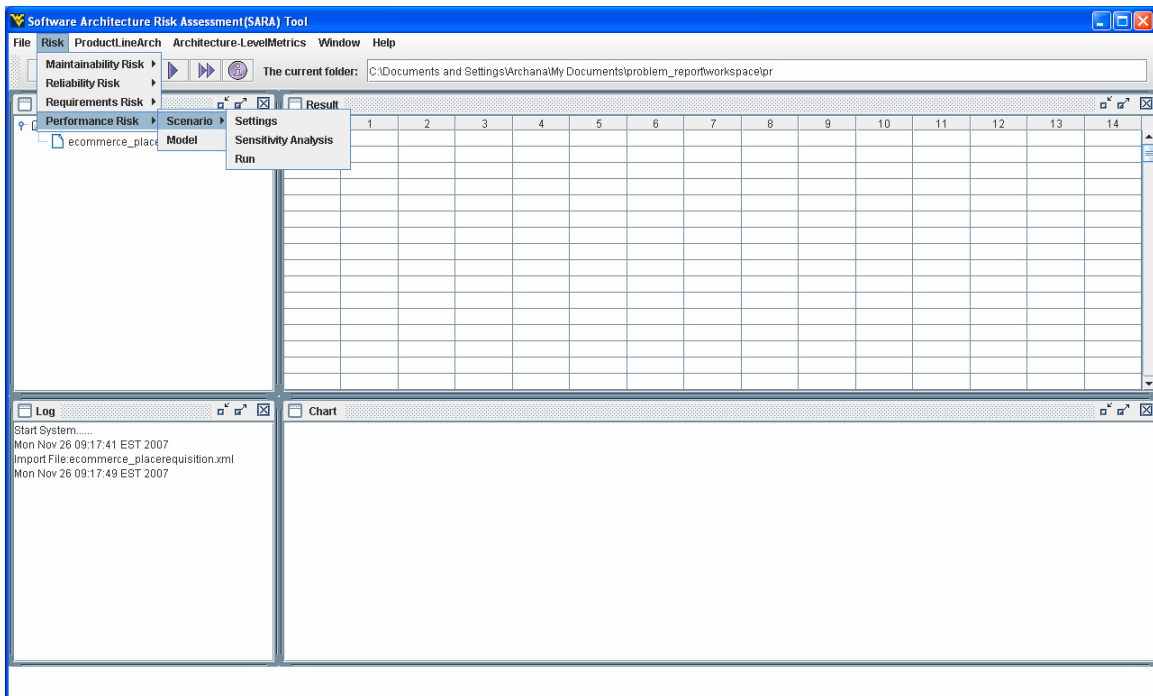 Software Architecture Risk Assessment(SARA) Tool
File Risk ProductLineArch Architecture-LevelMetrics Window Help
Maintainability Risk
Reliability Risk
Requirements Risk
Performance Risk
Scenario
Model
Settings
Sensitivity Analysis
Run
The current folder: C:\Documents and Settings\Archana\My Documents\problem_report\workspace\pr
Result
1 2 3 4 5 6 7 8 9 10 11 12 13 14
ecommerce_place
Log
Start System......
Mon Nov 26 09:17:41 EST 2007
Import File:ecommerce_placerequisition.xml
Mon Nov 26 09:17:49 EST 2007
Chart